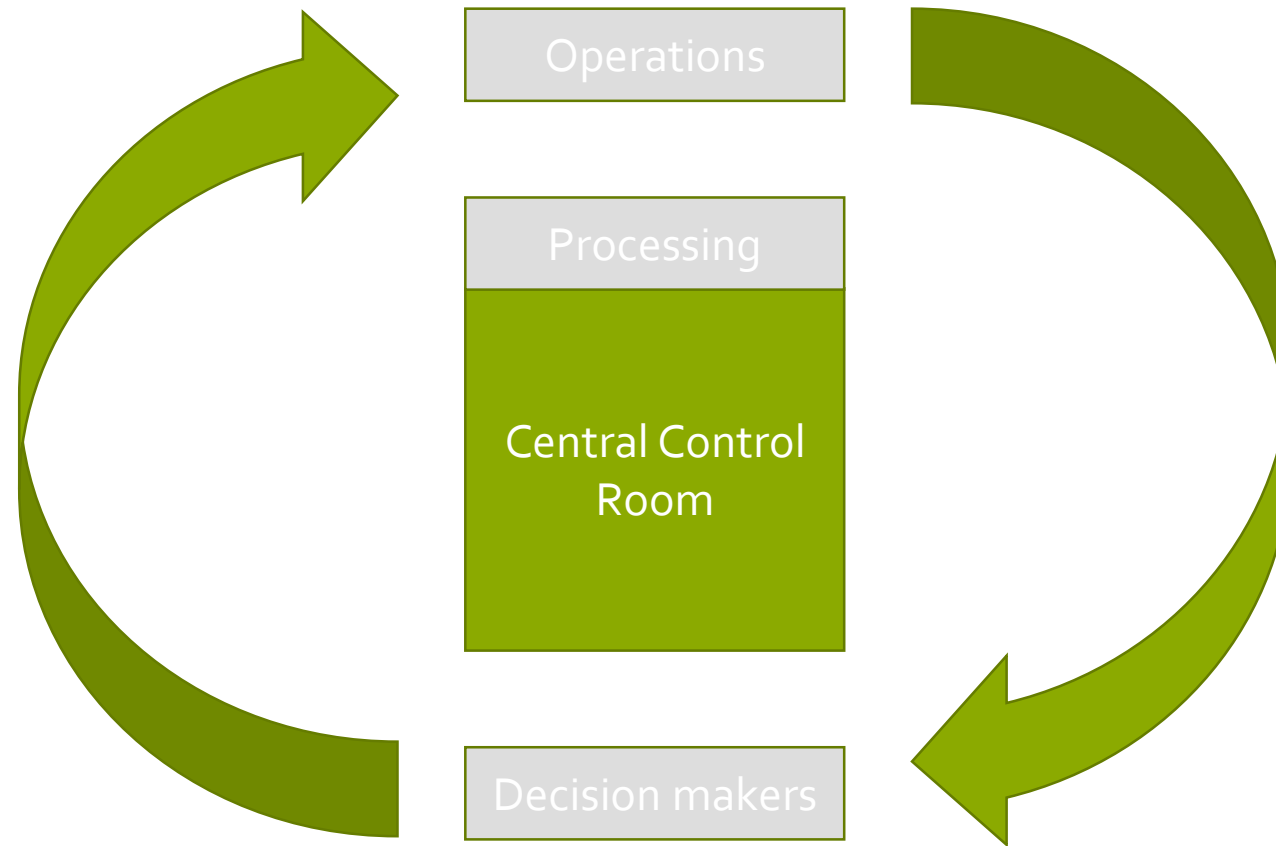 Operations
Processing
Central Control
Room
Decision makers